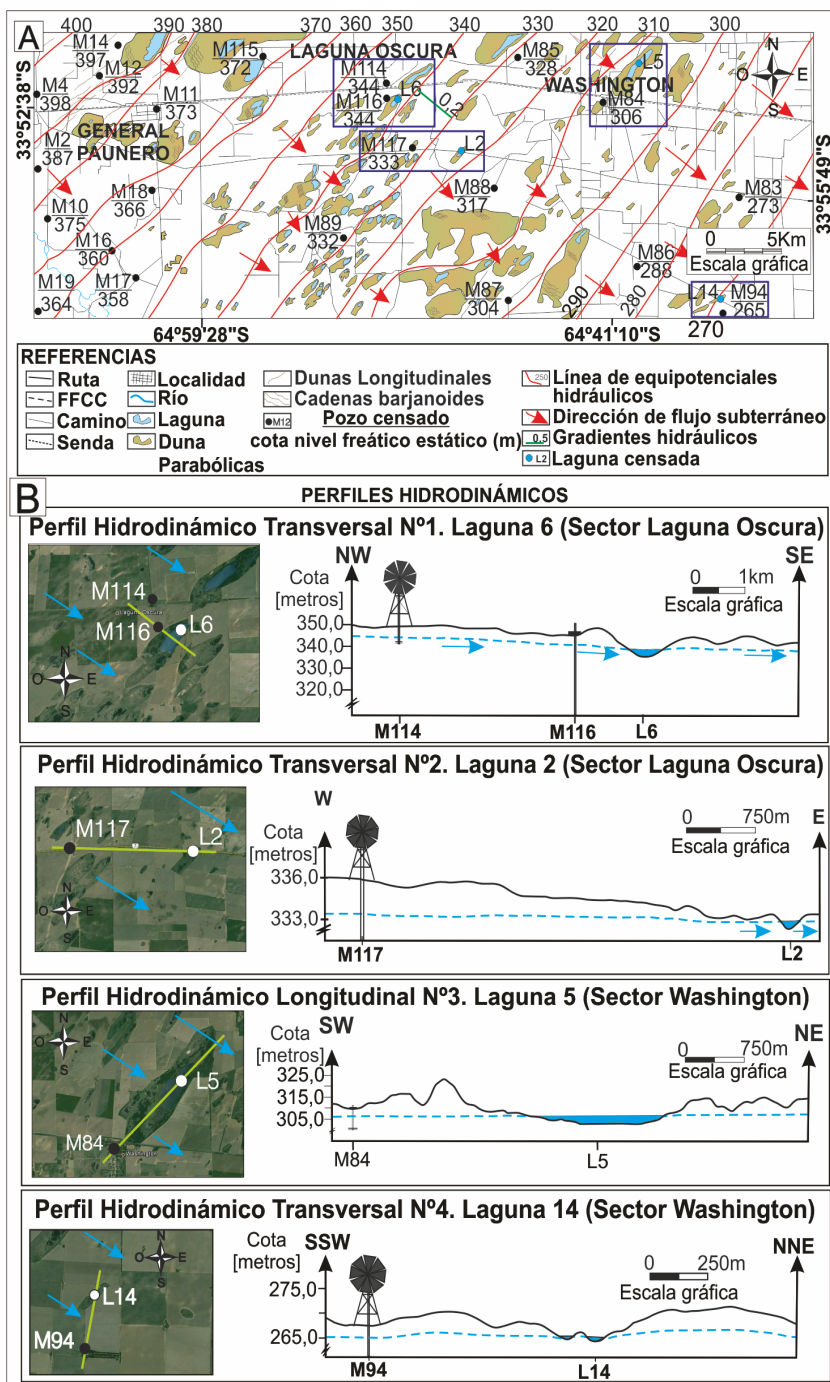 A
400 390 380 370 360 350 340 330 320 310 300
M14
397
M12
392
M4
398
M115
372
LAGUNA OSCURA
M114
344
M116
344
L6
0.2
M85
328
WASHINGTON
L5
M84
306
N
O E
S
M11
373
GENERAL
PAUNERO
M2
387
M117
333
L2
M18
366
M88
317
M83
273
M10
375
M89
332
M16
360
M17
358
M19
364
M87
304
M86
288
290
280
270
L14
M94
265
0 5Km
Escala gráfica
33º52'38"S
33º55'49"S
64º59'28"S
64º41'10"S
REFERENCIAS
Ruta
FFCC
Camino
Senda
Localidad
Río
Laguna
Duna
Parabólicas
Dunas Longitudinales
Cadenas barjanoides
M12
Pozo censado
cota nivel freático estático (m)
250
Línea de equipotenciales
hidráulicos
Dirección de flujo subterráneo
0,5
Gradientes hidráulicos
L2
Laguna censada
B
PERFILES HIDRODINÁMICOS
Perfil Hidrodinámico Transversal Nº1. Laguna 6 (Sector Laguna Oscura)
M114
Laguna Oscura
M116
L6
N
O E
S
NW
SE
Cota
[metros]
0 1km
Escala gráfica
350,0
340,0
330,0
320,0
M114 M116 L6
Perfil Hidrodinámico Transversal Nº2. Laguna 2 (Sector Laguna Oscura)
M117
L2
N
O E
S
W
E
Cota
[metros]
0 750m
Escala gráfica
336,0
333,0
M117 L2
Perfil Hidrodinámico Longitudinal Nº3. Laguna 5 (Sector Washington)
N
O E
S
L5
M84
Washington
SW
NE
Cota
[metros]
0 750m
Escala gráfica
325,0
315,0
305,0
M84 L5
Perfil Hidrodinámico Transversal Nº4. Laguna 14 (Sector Washington)
N
O E
S
L14
M94
SSW
NNE
Cota
[metros]
0 250m
Escala gráfica
275,0
265,0
M94 L14